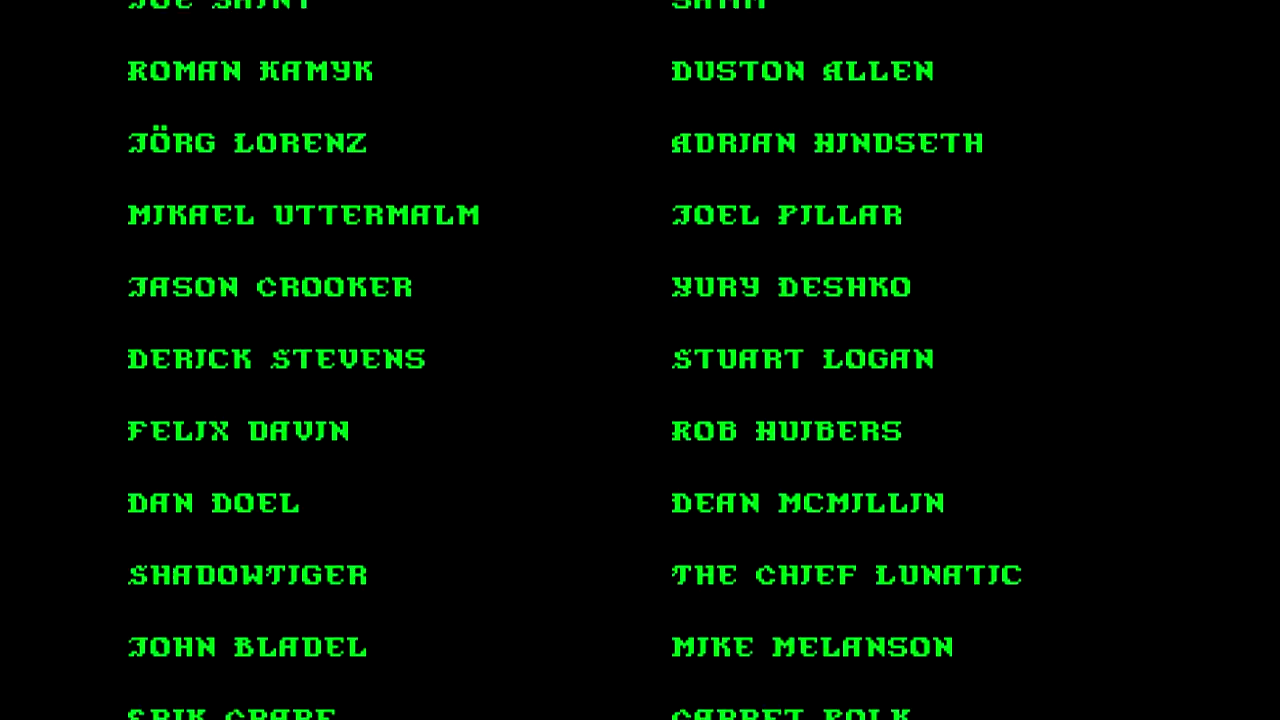 ROMAN KAMYK
DUSTON ALLEN
JÖRG LORENZ
ADRIAN HINDSETH
MIKAEL UTTERMALM
JOEL PILLAR
JASON CROOKER
YURY DESHKO
DERICK STEVENS
STUART LOGAN
FELIX DAVIN
ROB HUIBERS
DAN DOEL
DEAN MCMILLIN
SHADOWTIGER
THE CHIEF LUNATIC
JOHN BLADEL
MIKE MELANSON